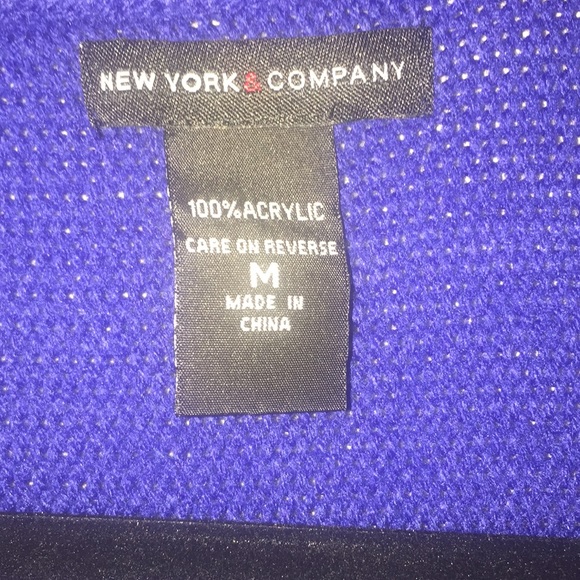 NEW YORK & COMPANY
100% ACRYLIC
CARE ON REVERSE
M
MADE IN
CHINA